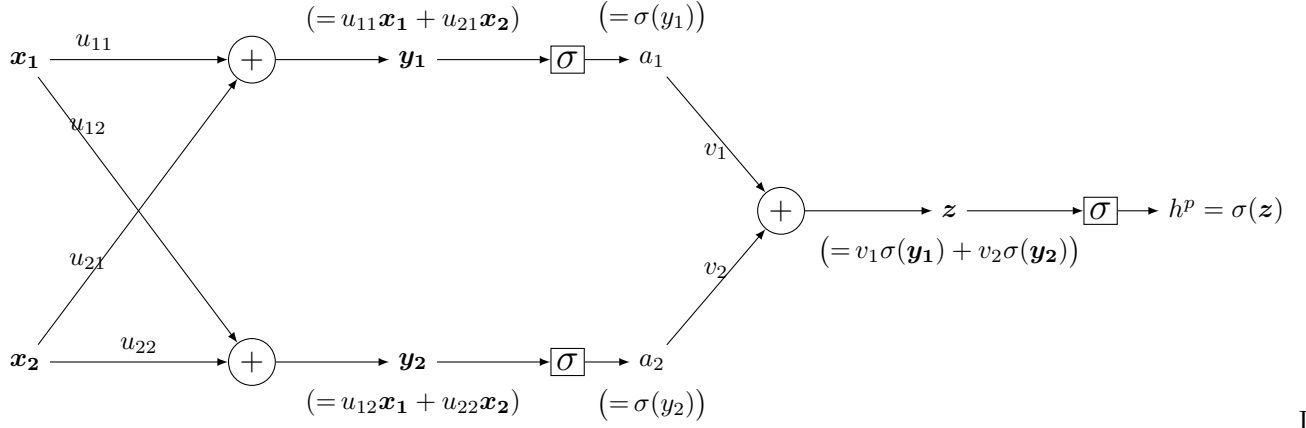 (= u₁₁x₁ + u₂₁x₂) (= σ(y₁))
x₁ u₁₁ + y₁ σ a₁
u₁₂ v₁
+ z σ hᵖ = σ(z)
(= v₁σ(y₁) + v₂σ(y₂))
u₂₁ v₂
x₂ u₂₂ + y₂ σ a₂
(= u₁₂x₁ + u₂₂x₂) (= σ(y₂))